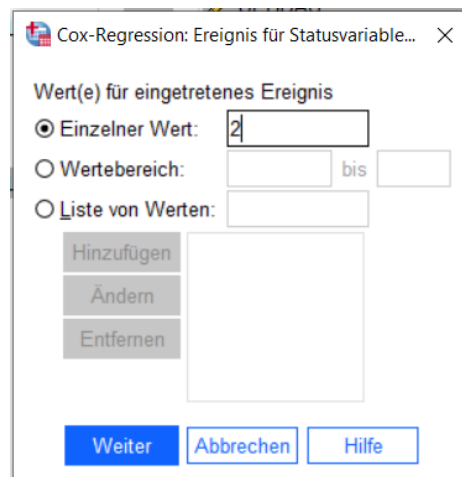 Cox-Regression: Ereignis für Statusvariable...
Wert(e) für eingetretenes Ereignis
Einzelner Wert: 2
Wertebereich: bis
Liste von Werten:
Hinzufügen
Ändern
Entfernen
Weiter Abbrechen Hilfe